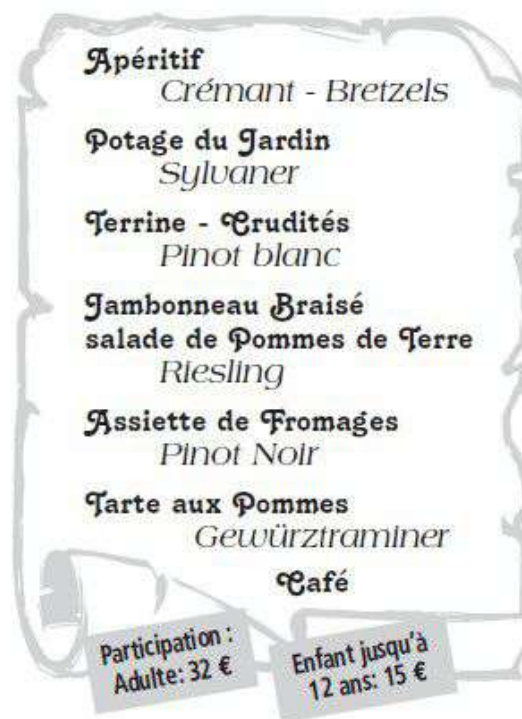 Apéritif
Crémant - Bretzels
Potage du Jardin
Sylvaner
Terrine - Crudités
Pinot blanc
Jambonneau Braisé
salade de Pommes de Terre
Riesling
Assiette de Fromages
Pinot Noir
Tarte aux Pommes
Gewürztraminer
Café
Participation :
Adulte: 32 €
Enfant jusqu'à
12 ans: 15 €